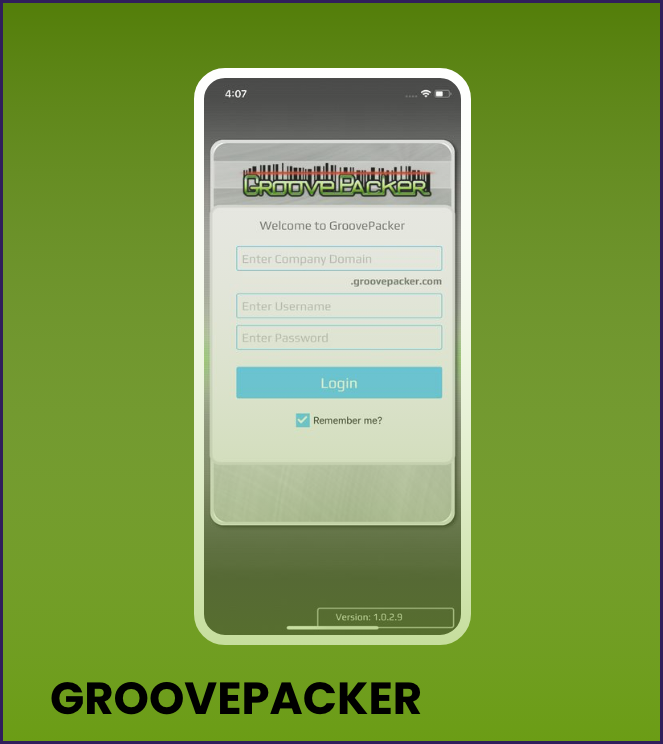 4:07
GROOVEPACKER
Welcome to GroovePacker
Enter Company Domain
.groovepacker.com
Enter Username
Enter Password
Login
Remember me?
Version: 1.0.2.9
GROOVEPACKER